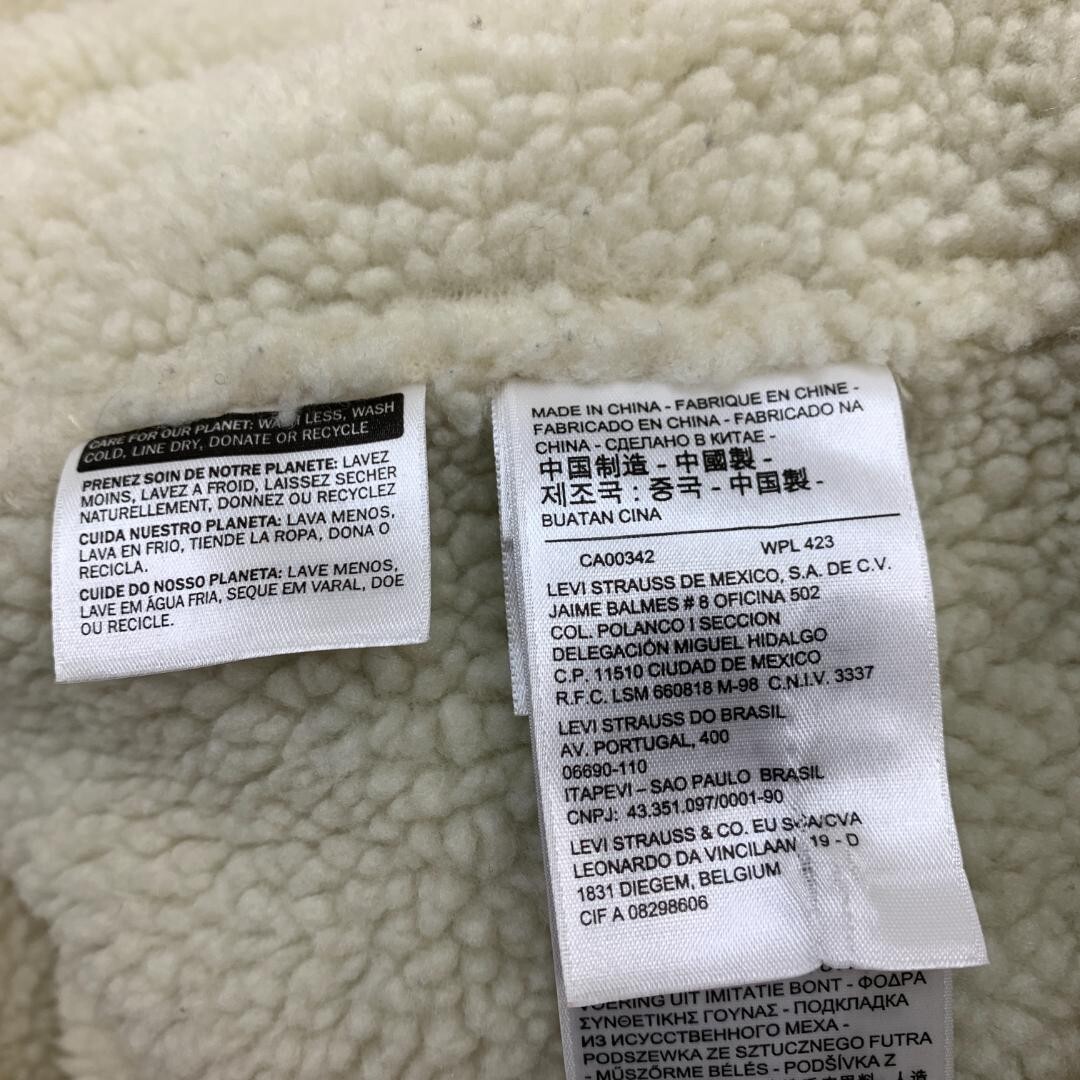 CARE FOR OUR PLANET: LESS, WASH
COLD, LINE DRY, DONATE OR RECYCLE
PRENEZ SOIN DE NOTRE PLANETE: LAVEZ
MOINS, LAVEZ A FROID, LAISSEZ SECHER
NATURELLEMENT, DONNEZ OU RECYCLEZ
CUIDA NUESTRO PLANETA: LAVA MENOS,
LAVA EN FRIO, TIENDE LA ROPA, DONA O
RECICLA.
CUIDE DO NOSSO PLANETA: LAVE MENOS,
LAVE EM ÁGUA FRIA, SEQUE EM VARAL, DOE
OU RECICLE.
MADE IN CHINA - FABRIQUE EN CHINE -
FABRICADO EN CHINA - FABRICADO NA
CHINA - СДЕЛАНО В КИТАЕ -
中国制造 - 中國製 -
제조국 : 중국 - 中国製 -
BUATAN CINA
CA00342 WPL 423
LEVI STRAUSS DE MEXICO, S.A. DE C.V.
JAIME BALMES # 8 OFICINA 502
COL. POLANCO I SECCION
DELEGACIÓN MIGUEL HIDALGO
C.P. 11510 CIUDAD DE MEXICO
R.F.C. LSM 660818 M-98 C.N.I.V. 3337
LEVI STRAUSS DO BRASIL
AV. PORTUGAL, 400
06690-110
ITAPEVI – SAO PAULO BRASIL
CNPJ: 43.351.097/0001-90
LEVI STRAUSS & CO. EU SCA/CVA
LEONARDO DA VINCILAAN 19 - D
1831 DIEGEM, BELGIUM
CIF A 08298606
VOERING UIT IMITATIE BONT - ФОДРА
ΣΥΝΘΕΤΙΚΗΣ ΓΟΥΝΑΣ - ПОДКЛАДКА
ИЗ ИСУССТВЕННОГО МЕХА -
PODSZEWKA ZE SZTUCZNEGO FUTRA
- MŰSZŐRME BÉLÉS - PODŠÍVKA Z